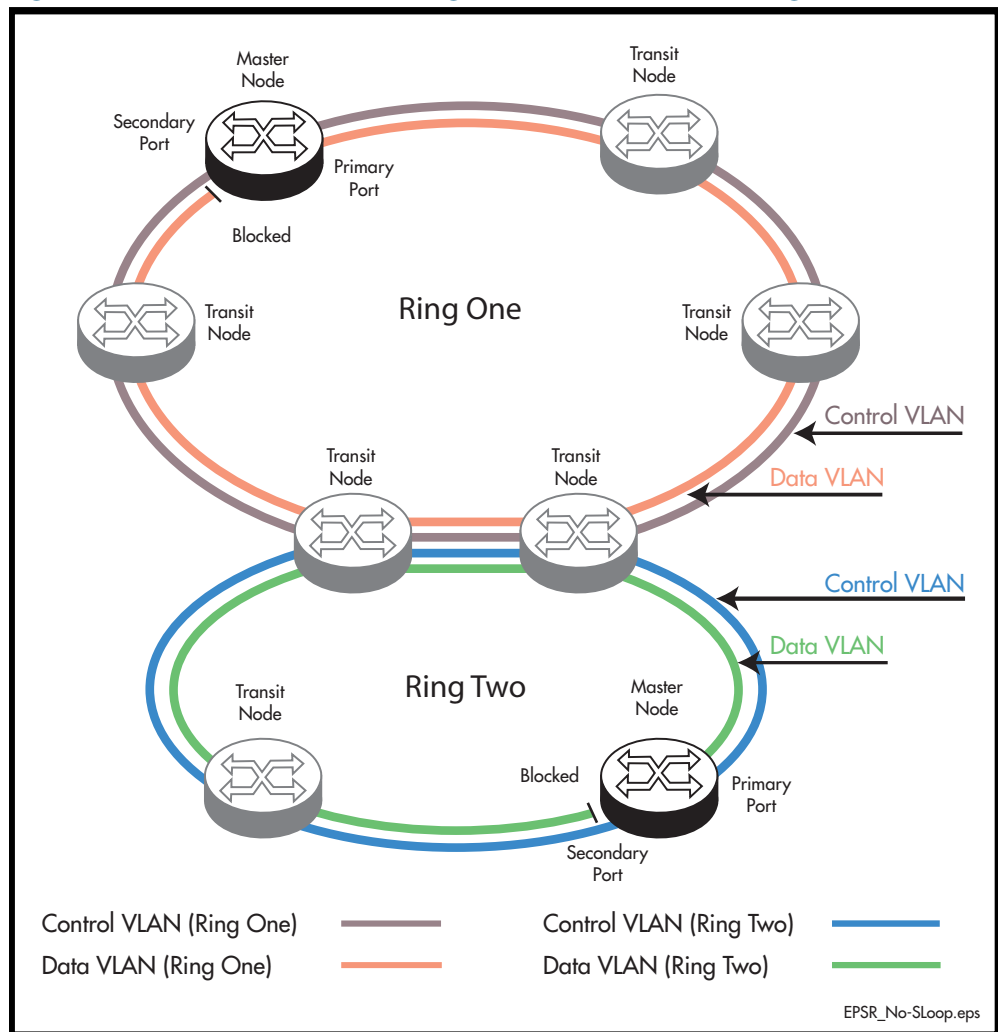 Master
Node
Transit
Node
Secondary
Port
Primary
Port
Blocked
Ring One
Transit
Node
Transit
Node
Control VLAN
Transit
Node
Transit
Node
Data VLAN
Control VLAN
Data VLAN
Ring Two
Transit
Node
Master
Node
Blocked
Primary
Port
Secondary
Port
Control VLAN (Ring One)
Control VLAN (Ring Two)
Data VLAN (Ring One)
Data VLAN (Ring Two)
EPSR_No-SLoop.eps